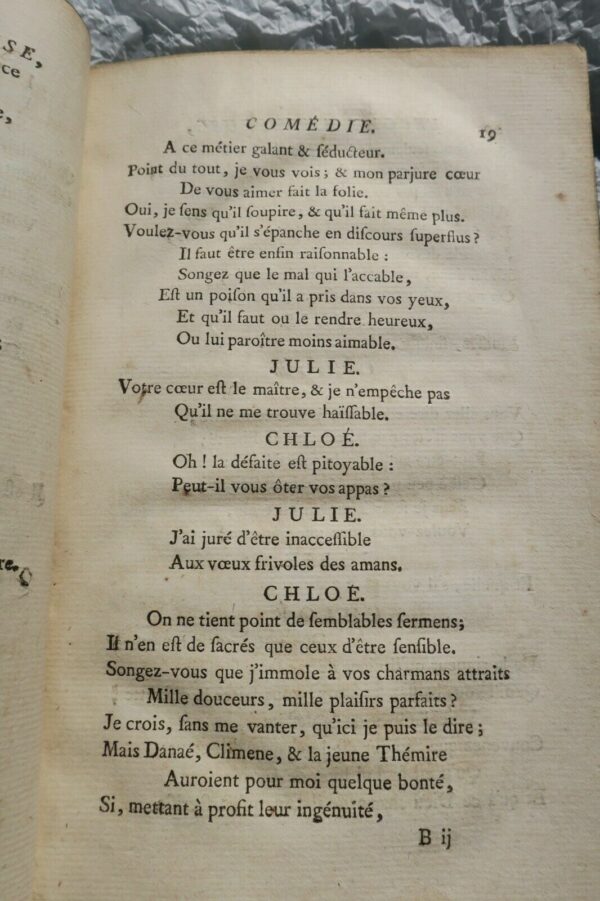 SE,
ce
e,
re.
COMÉDIE. 19
A ce métier galant & ſéducteur.
Point du tout, je vous vois ; & mon parjure cœur
De vous aimer fait la folie.
Oui, je ſens qu'il ſoupire, & qu'il fait même plus.
Voulez-vous qu'il s'épanche en diſcours ſuperflus ?
Il faut être enfin raiſonnable :
Songez que le mal qui l'accable,
Eſt un poiſon qu'il a pris dans vos yeux,
Et qu'il faut ou le rendre heureux,
Ou lui paroître moins aimable.
JULIE.
Votre cœur eſt le maître, & je n'empêche pas
Qu'il ne me trouve haïſſable.
CHLOÉ.
Oh ! la défaite eſt pitoyable :
Peut-il vous ôter vos appas ?
JULIE.
J'ai juré d'être inacceſſible
Aux vœux frivoles des amans.
CHLOÉ.
On ne tient point de ſemblables ſermens;
Il n'en eſt de ſacrés que ceux d'être ſenſible.
Songez-vous que j'immole à vos charmans attraits
Mille douceurs, mille plaiſirs parfaits ?
Je crois, ſans me vanter, qu'ici je puis le dire ;
Mais Danaé, Climene, & la jeune Thémire
Auroient pour moi quelque bonté,
Si, mettant à profit leur ingénuité,
B ij